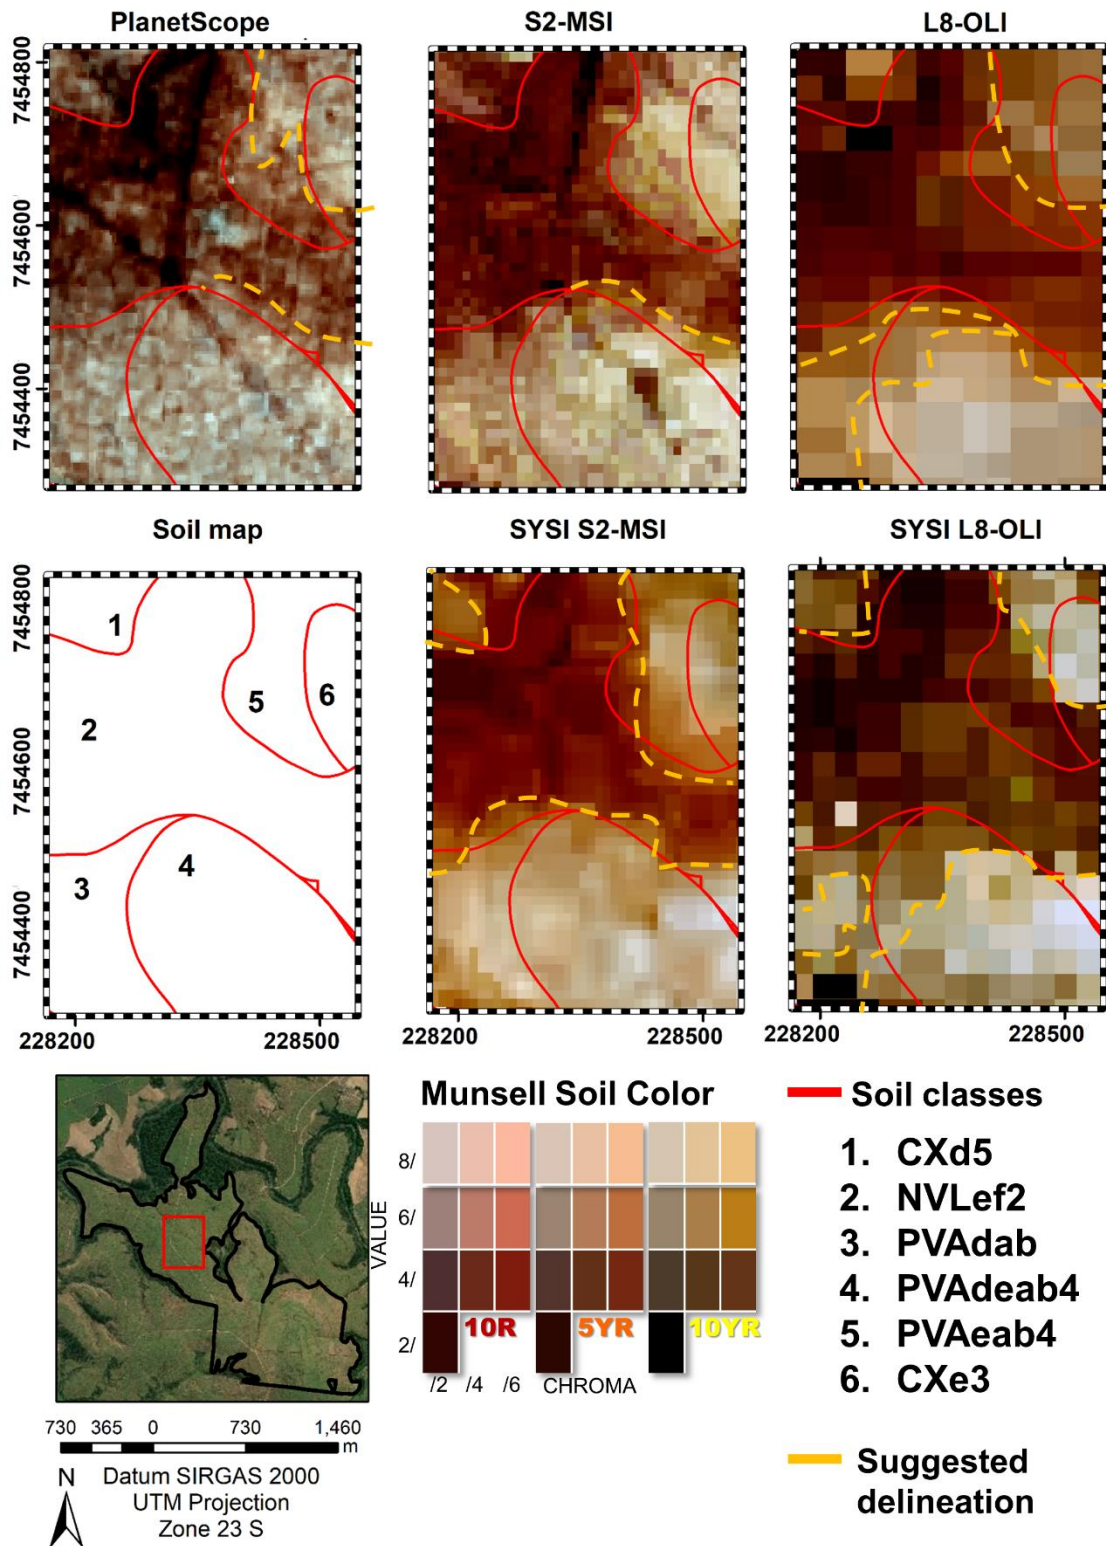 PlanetScope
S2-MSI
L8-OLI
7454800
7454600
7454400
Soil map
SYSI S2-MSI
SYSI L8-OLI
7454800
7454600
7454400
1
2
3
4
5
6
228200
228500
228200
228500
228200
228500
730 365 0 730 1,460
m
N
Datum SIRGAS 2000
UTM Projection
Zone 23 S
Munsell Soil Color
VALUE
8/
6/
4/
2/
10R
5YR
10YR
/2 /4 /6 CHROMA
Soil classes
1. CXd5
2. NVLef2
3. PVAdab
4. PVAdeab4
5. PVAeab4
6. CXe3
Suggested
delineation